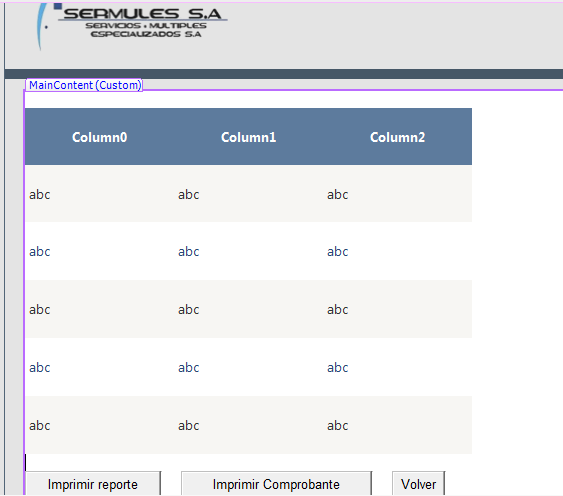 SERMULES S.A
SERVICIOS + MULTIPLES
ESPECIALIZADOS S.A
MainContent (Custom)
Column0 Column1 Column2
abc abc abc
abc abc abc
abc abc abc
abc abc abc
abc abc abc
Imprimir reporte Imprimir Comprobante Volver